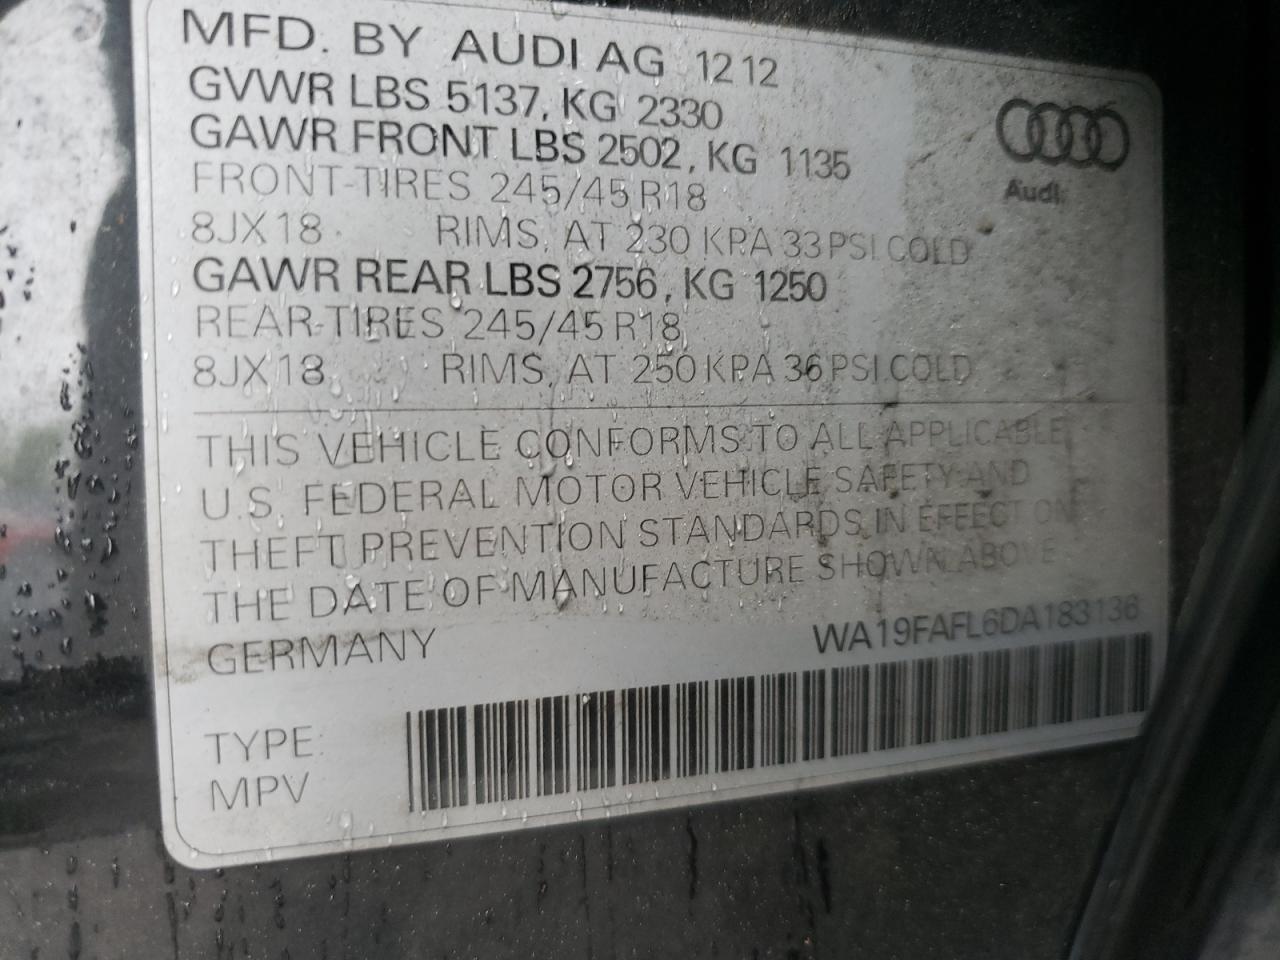 MFD. BY AUDI AG 12 12
GVWR LBS 5137, KG 2330
GAWR FRONT LBS 2502, KG 1135
FRONT-TIRES 245/45 R18
8JX18 RIMS, AT 230 KPA 33 PSI COLD
GAWR REAR LBS 2756, KG 1250
REAR-TIRES 245/45 R18
8JX18 RIMS, AT 250 KPA 36 PSI COLD
Audi
THIS VEHICLE CONFORMS TO ALL APPLICABLE
U.S. FEDERAL MOTOR VEHICLE SAFETY AND
THEFT PREVENTION STANDARDS IN EFFECT ON
THE DATE OF MANUFACTURE SHOWN ABOVE
GERMANY
WA19FAFL6DA183136
TYPE:
MPV